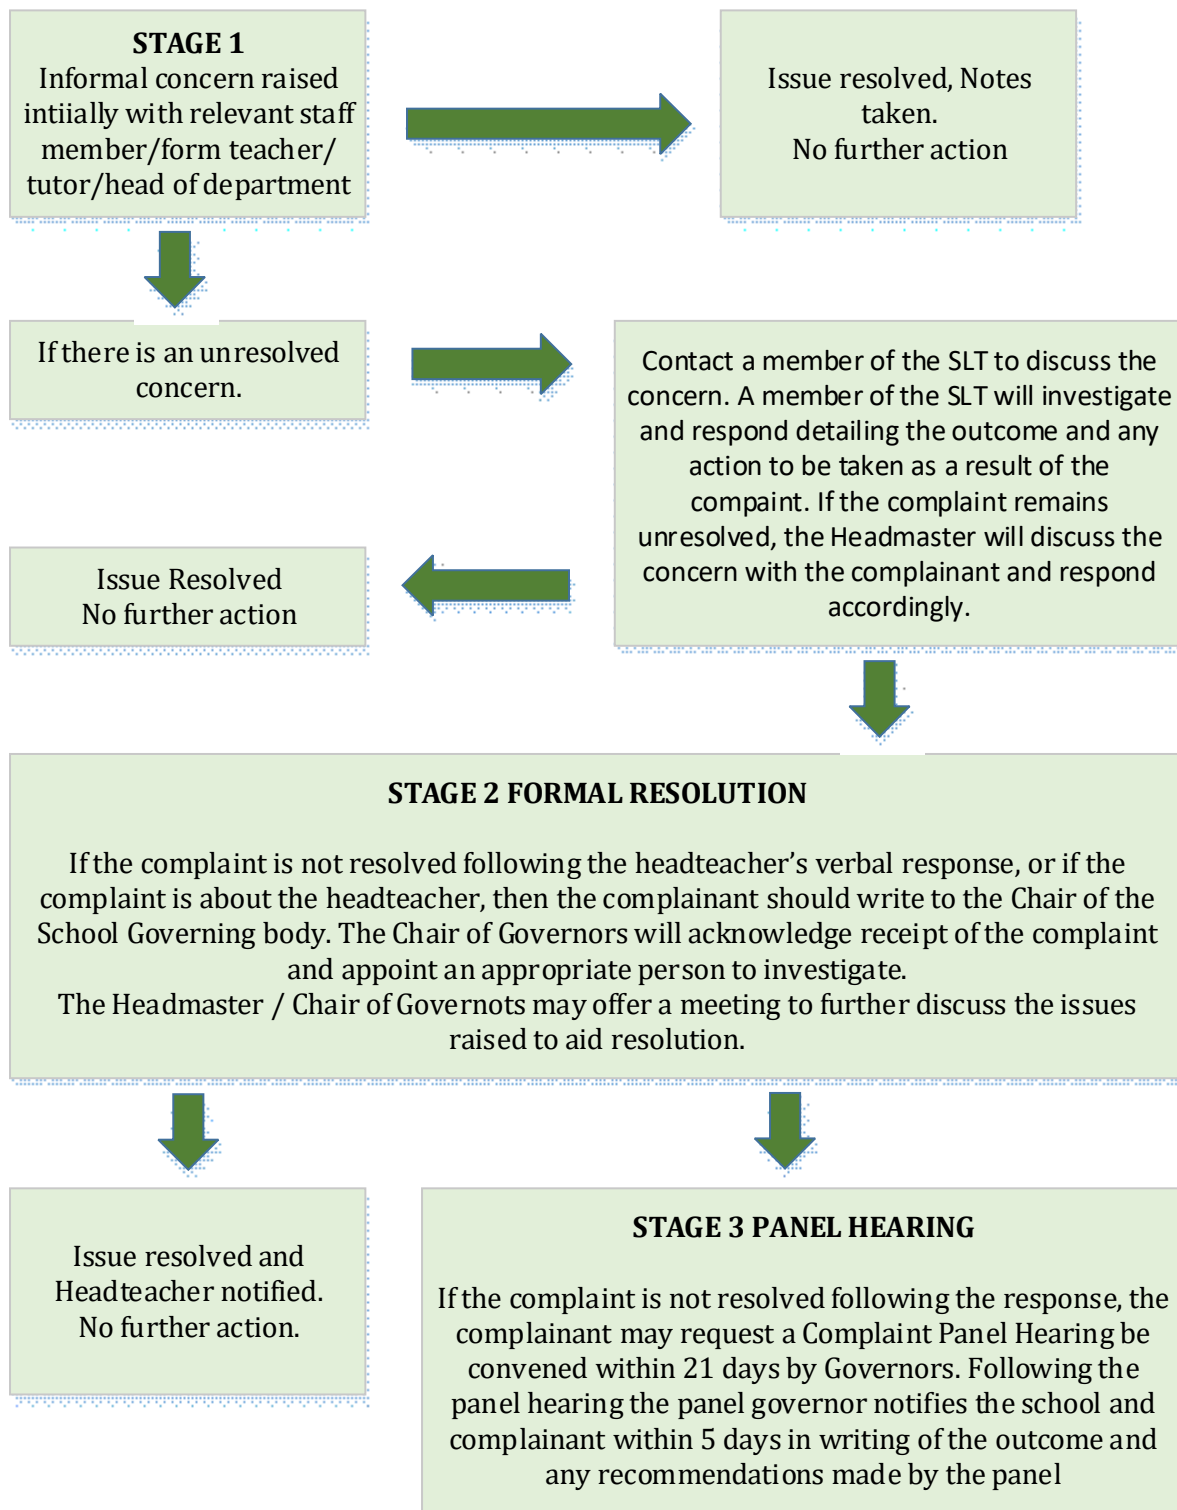 STAGE 1
Informal concern raised
intiially with relevant staff
member/form teacher/
tutor/head of department
Issue resolved, Notes
taken.
No further action
If there is an unresolved
concern.
Contact a member of the SLT to discuss the
concern. A member of the SLT will investigate
and respond detailing the outcome and any
action to be taken as a result of the
compaint. If the complaint remains
unresolved, the Headmaster will discuss the
concern with the complainant and respond
accordingly.
Issue Resolved
No further action
STAGE 2 FORMAL RESOLUTION
If the complaint is not resolved following the headteacher’s verbal response, or if the
complaint is about the headteacher, then the complainant should write to the Chair of the
School Governing body. The Chair of Governors will acknowledge receipt of the complaint
and appoint an appropriate person to investigate.
The Headmaster / Chair of Governots may offer a meeting to further discuss the issues
raised to aid resolution.
Issue resolved and
Headteacher notified.
No further action.
STAGE 3 PANEL HEARING
If the complaint is not resolved following the response, the
complainant may request a Complaint Panel Hearing be
convened within 21 days by Governors. Following the
panel hearing the panel governor notifies the school and
complainant within 5 days in writing of the outcome and
any recommendations made by the panel